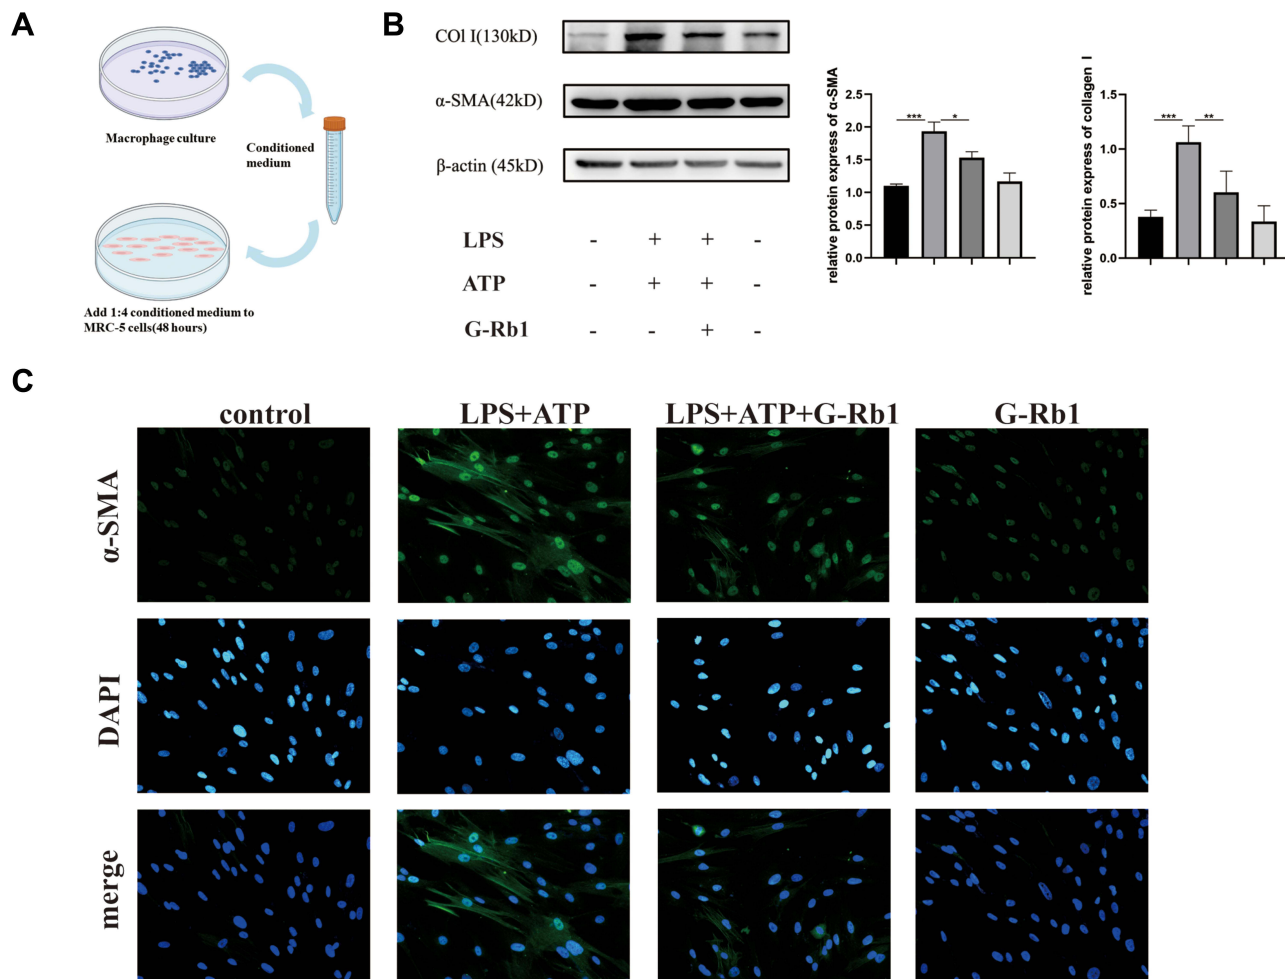 A
Macrophage culture
Conditioned
medium
Add 1:4 conditioned medium to
MRC-5 cells(48 hours)
B
COl I(130kD)
α-SMA(42kD)
β-actin (45kD)
LPS - + + -
ATP - + + -
G-Rb1 - - + -
relative protein express of α-SMA
2.5
2.0
1.5
1.0
0.5
0.0
*** *
relative protein express of collagen I
1.5
1.0
0.5
0.0
*** **
C
control LPS+ATP LPS+ATP+G-Rb1 G-Rb1
α-SMA
DAPI
merge